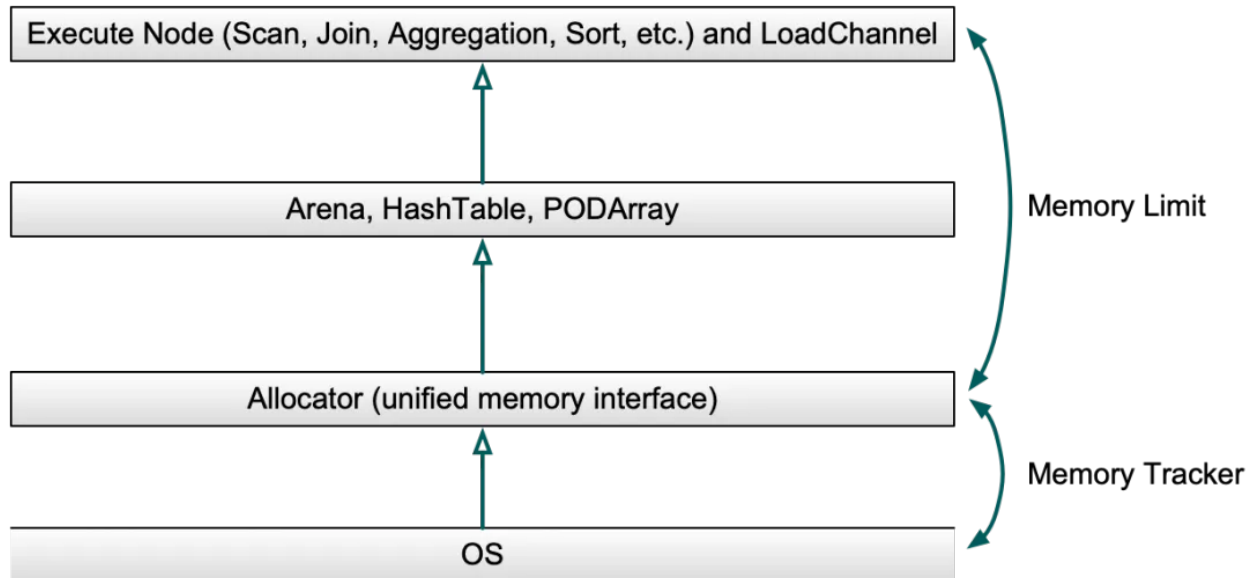 Execute Node (Scan, Join, Aggregation, Sort, etc.) and LoadChannel
Arena, HashTable, PODArray
Memory Limit
Allocator (unified memory interface)
Memory Tracker
OS